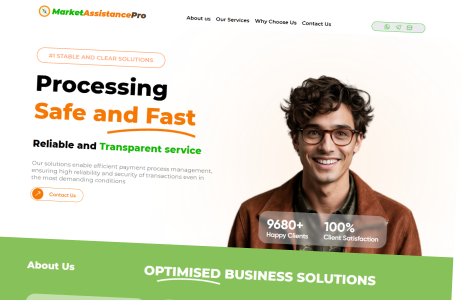 MarketAssistancePro
About us Our Services Why Choose Us Contact Us
#1 STABLE AND CLEAR SOLUTIONS
Processing
Safe and Fast
Reliable and Transparent service
Our solutions enable efficient payment process management,
ensuring high reliability and security of transactions even in
the most demanding conditions
Contact Us
9680+
Happy Clients
100%
Client Satisfaction
About Us
OPTIMISED BUSINESS SOLUTIONS